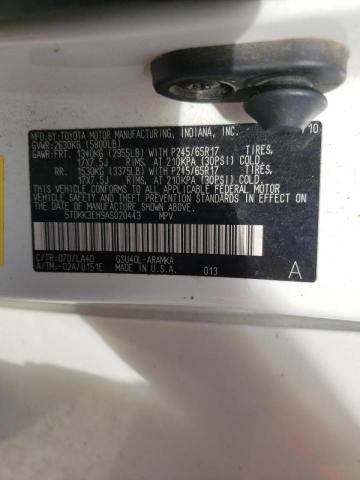 MFD. BY: TOYOTA MOTOR MANUFACTURING, INDIANA, INC. /10
GVWR: 2630KG (5800LB)
GAWR: FRT. 1340KG (2955LB) WITH P245/65R17 TIRES,
17X7.5J RIMS, AT 210KPA (30PSI) COLD.
RR. 1530KG (3375LB) WITH P245/65R17 TIRES,
17X7.5J RIMS, AT 210KPA (30PSI) COLD.
THIS VEHICLE CONFORMS TO ALL APPLICABLE FEDERAL MOTOR
VEHICLE SAFETY, BUMPER, AND THEFT PREVENTION STANDARDS IN
EFFECT ON THE DATE OF MANUFACTURE SHOWN ABOVE.
5TDKK3EH9AS020443 MPV
C/TR: 070/LA40 GSU40L-ARAMKA
A/TM: -02A/U151E MADE IN U.S.A. 013 A